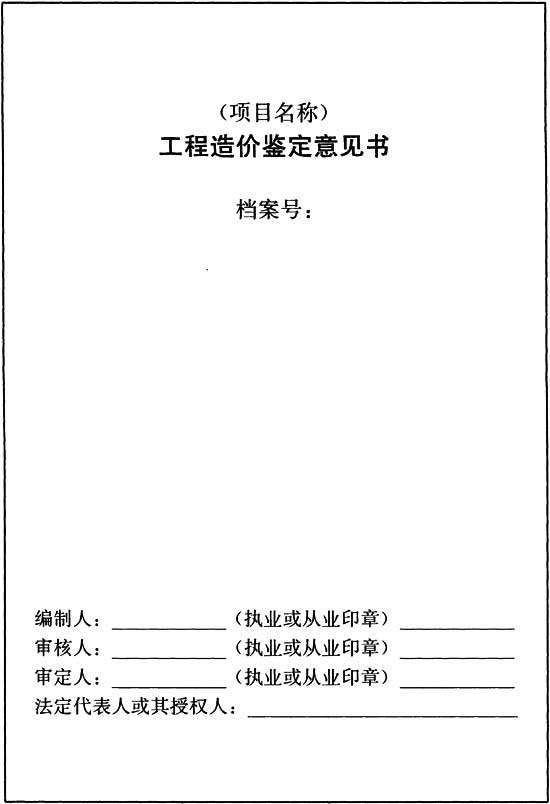 （项目名称）
工程造价鉴定意见书
档案号：
编制人：__________（执业或从业印章）__________
审核人：__________（执业或从业印章）__________
审定人：__________（执业或从业印章）__________
法定代表人或其授权人：________________________